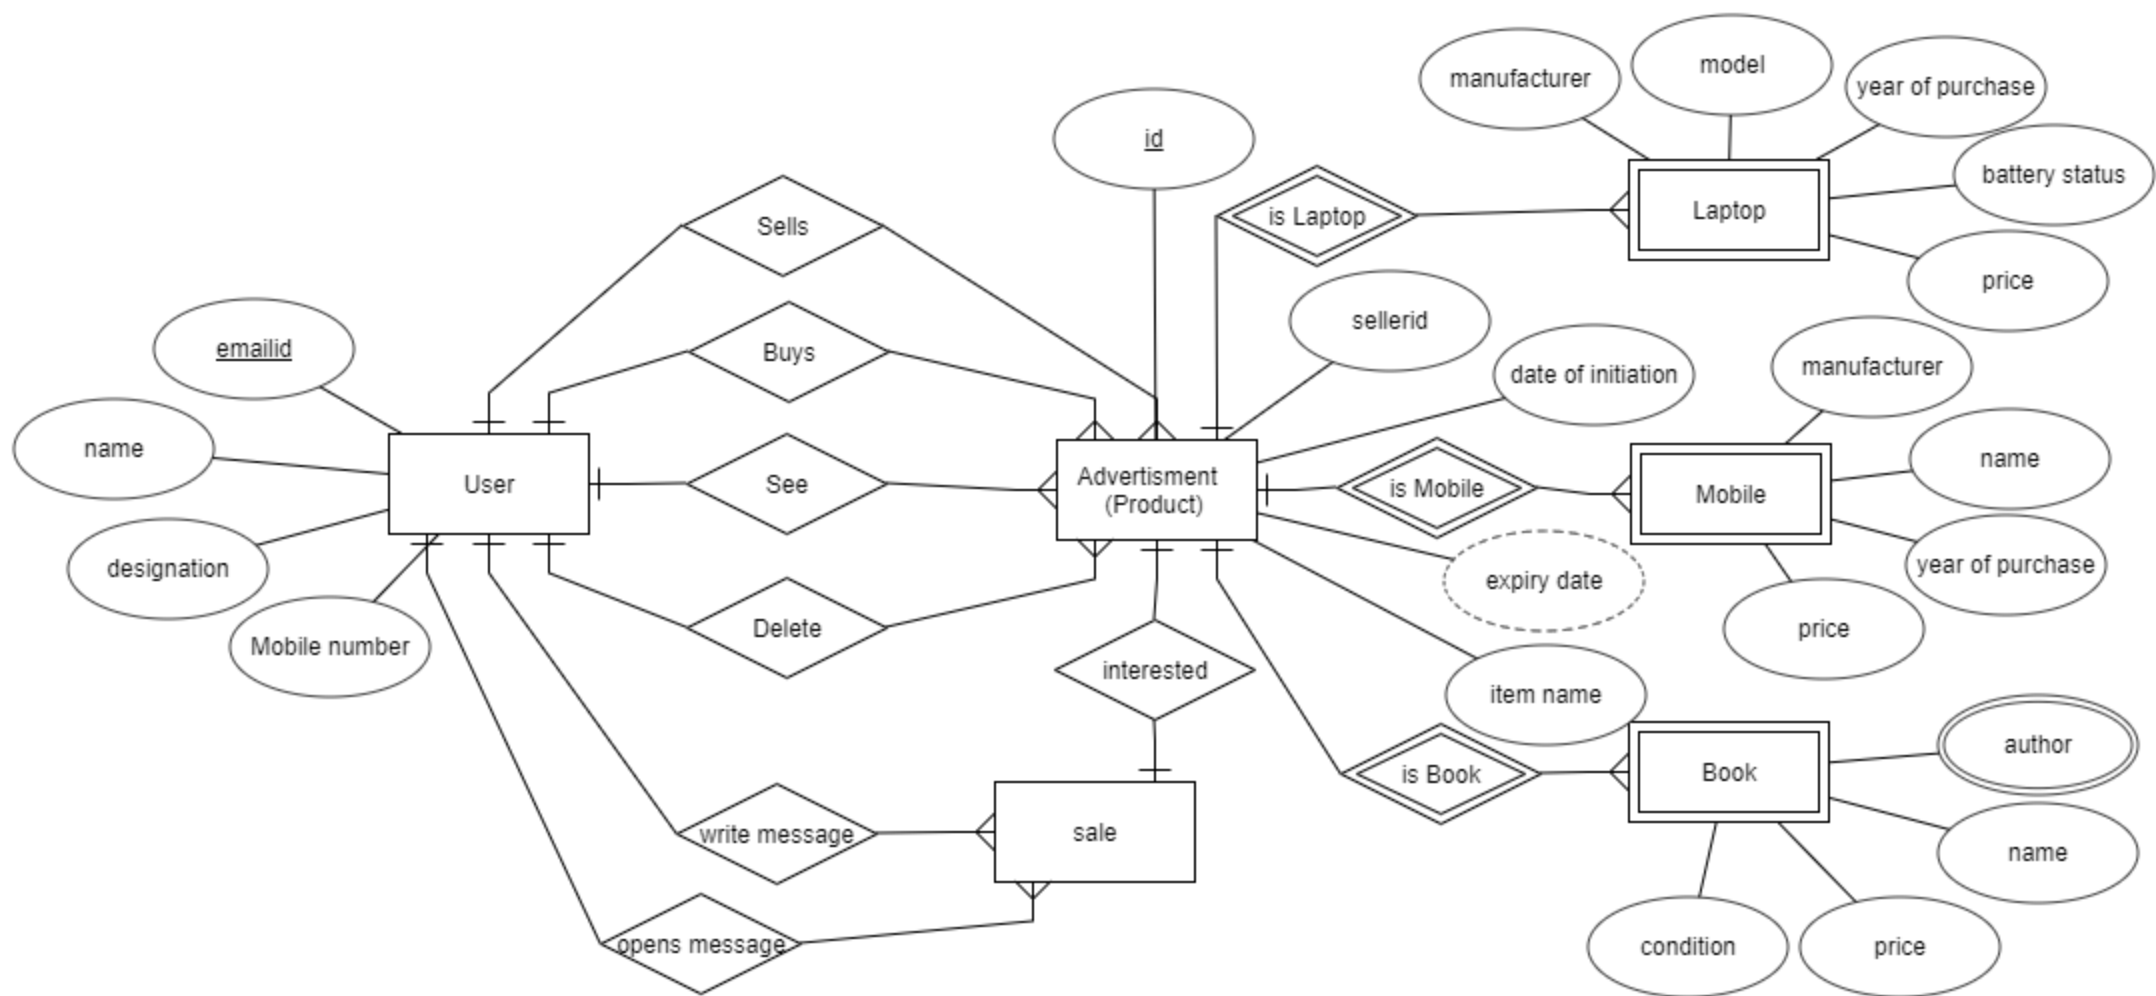 model
manufacturer
year of purchase
id
battery status
is Laptop
Laptop
Sells
price
sellerid
emailid
Buys
manufacturer
date of initiation
name
name
User
See
Advertisment
(Product)
is Mobile
Mobile
designation
expiry date
year of purchase
Delete
Mobile number
price
interested
item name
author
is Book
Book
write message
sale
name
opens message
condition
price